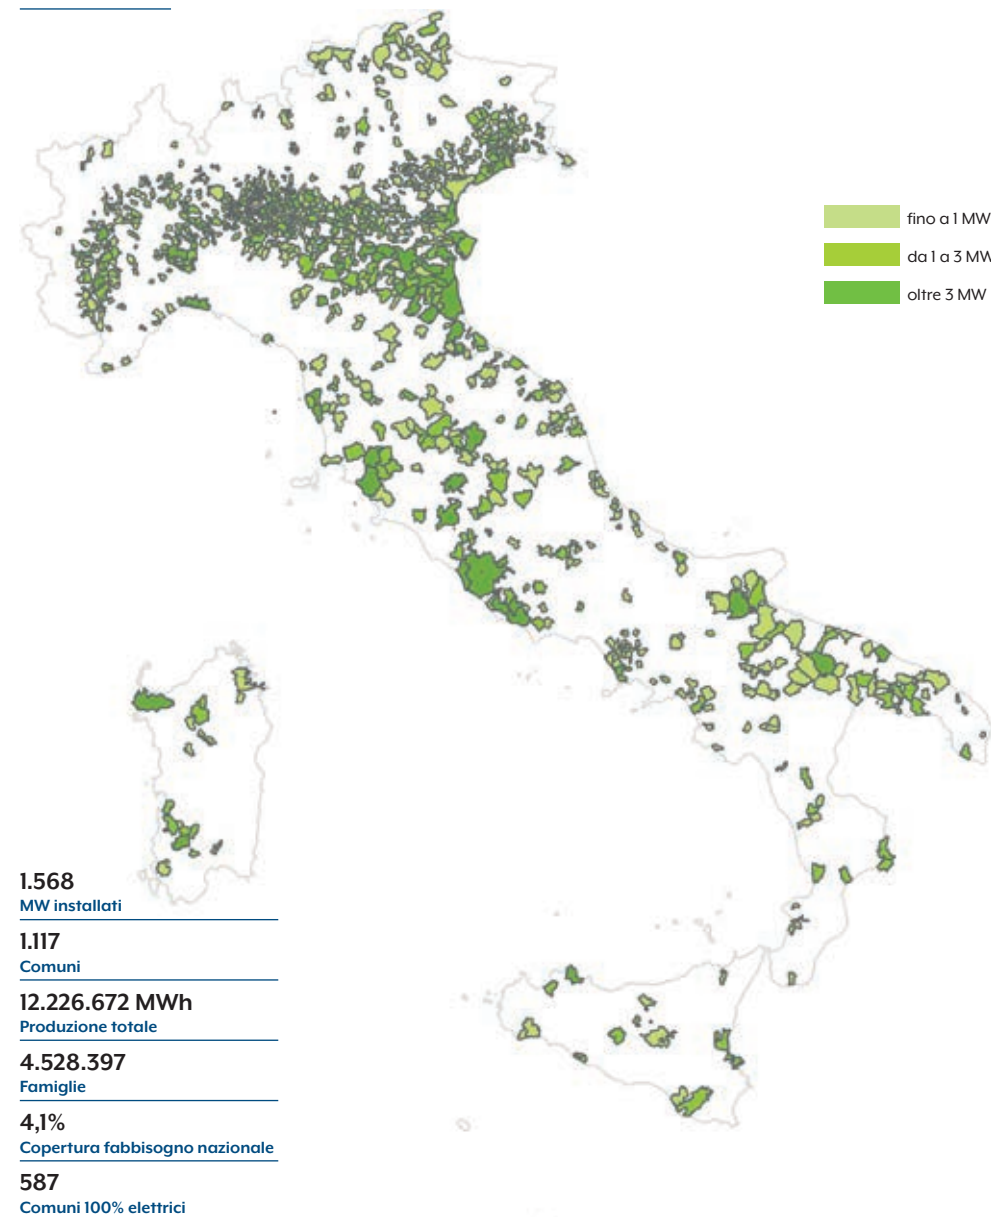 fino a 1 MW
da 1 a 3 MW
oltre 3 MW
1.568
MW installati
1.117
Comuni
12.226.672 MWh
Produzione totale
4.528.397
Famiglie
4,1%
Copertura fabbisogno nazionale
587
Comuni 100% elettrici